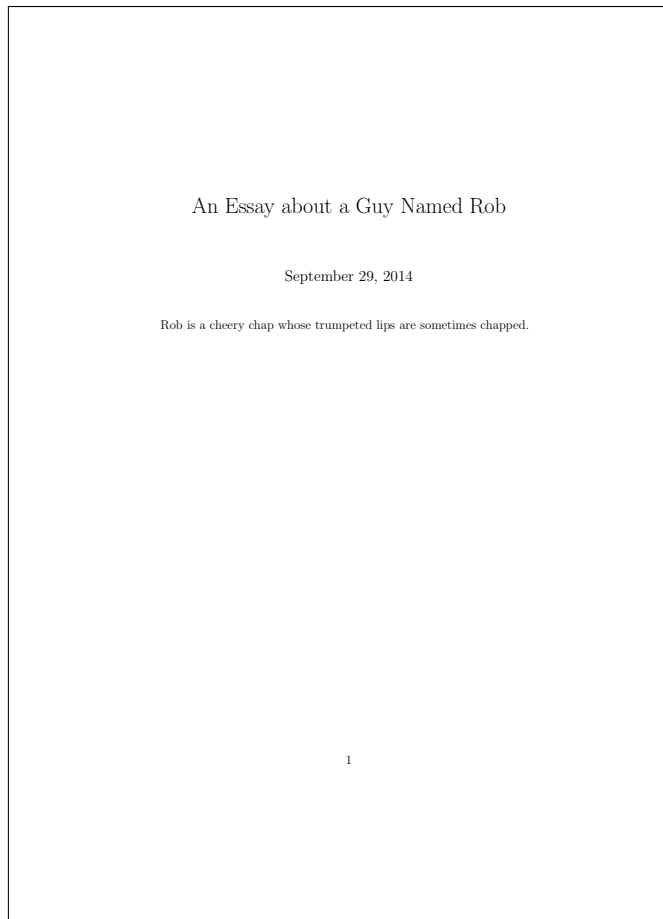 An Essay about a Guy Named Rob
September 29, 2014
Rob is a cheery chap whose trumpeted lips are sometimes chapped.
1